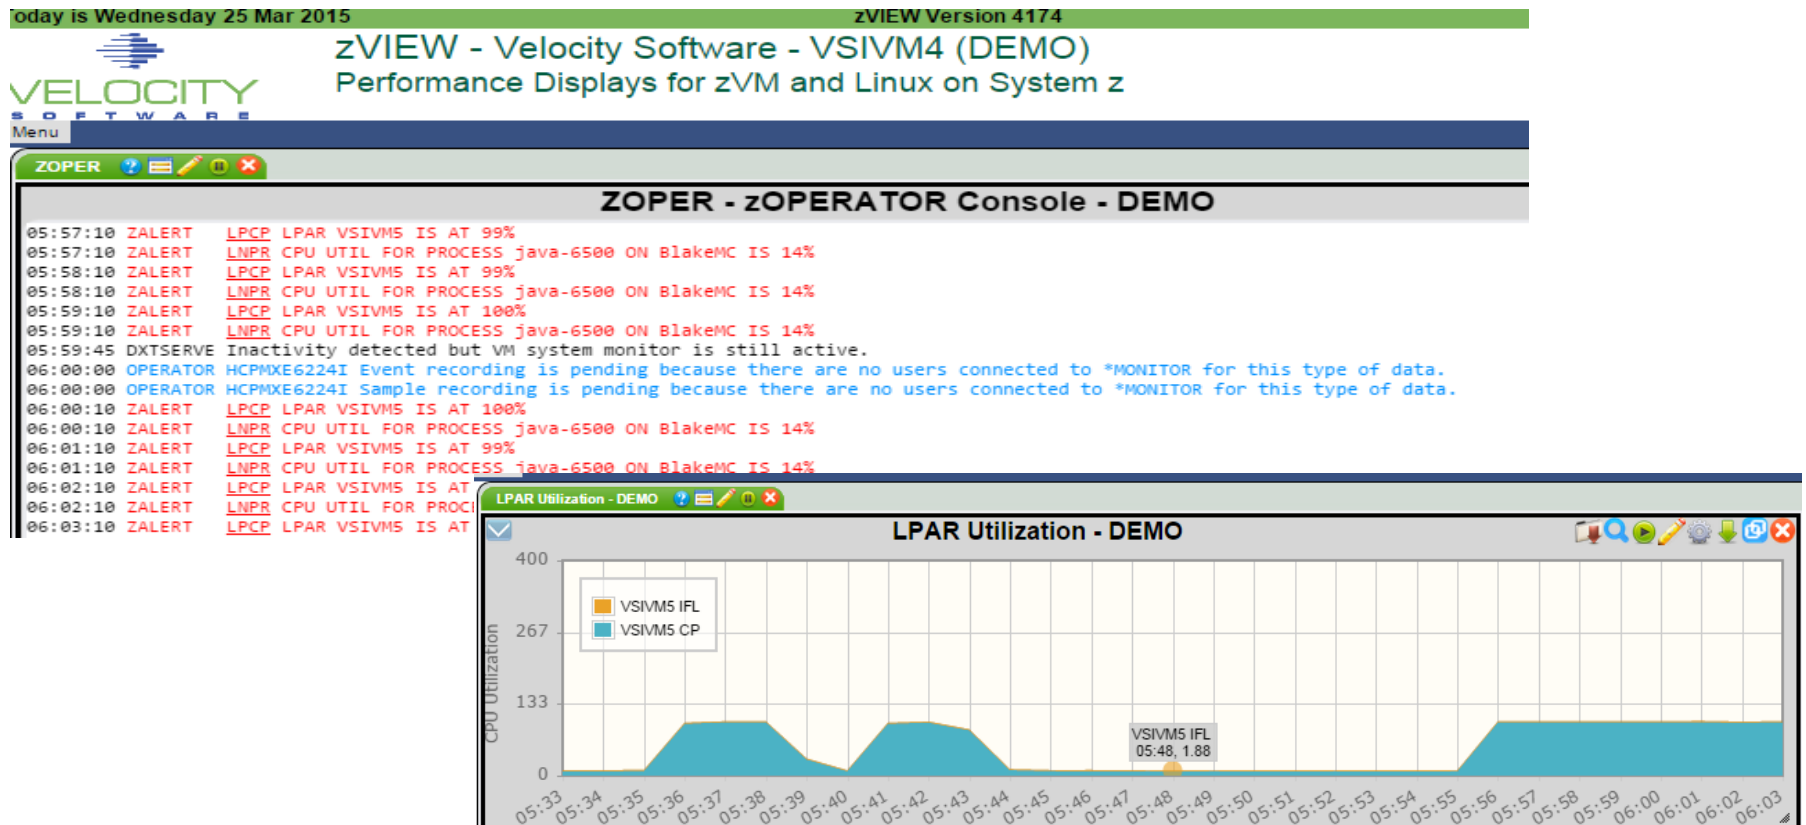 oday is Wednesday 25 Mar 2015
zVIEW Version 4174
zVIEW - Velocity Software - VSIVM4 (DEMO)
Performance Displays for zVM and Linux on System z
VELOCITY
SOFTWARE
Menu
ZOPER
ZOPER - zOPERATOR Console - DEMO
05:57:10 ZALERT LPCP LPAR VSIVM5 IS AT 99%
05:57:10 ZALERT LNPR CPU UTIL FOR PROCESS java-6500 ON BlakeMC IS 14%
05:58:10 ZALERT LPCP LPAR VSIVM5 IS AT 99%
05:58:10 ZALERT LNPR CPU UTIL FOR PROCESS java-6500 ON BlakeMC IS 14%
05:59:10 ZALERT LPCP LPAR VSIVM5 IS AT 100%
05:59:10 ZALERT LNPR CPU UTIL FOR PROCESS java-6500 ON BlakeMC IS 14%
05:59:45 DXTSERVE Inactivity detected but VM system monitor is still active.
06:00:00 OPERATOR HCPMXE6224I Event recording is pending because there are no users connected to *MONITOR for this type of data.
06:00:00 OPERATOR HCPMXE6224I Sample recording is pending because there are no users connected to *MONITOR for this type of data.
06:00:10 ZALERT LPCP LPAR VSIVM5 IS AT 100%
06:00:10 ZALERT LNPR CPU UTIL FOR PROCESS java-6500 ON BlakeMC IS 14%
06:01:10 ZALERT LPCP LPAR VSIVM5 IS AT 99%
06:01:10 ZALERT LNPR CPU UTIL FOR PROCESS java-6500 ON BlakeMC IS 14%
06:02:10 ZALERT LPCP LPAR VSIVM5 IS AT
06:02:10 ZALERT LNPR CPU UTIL FOR PROC
06:03:10 ZALERT LPCP LPAR VSIVM5 IS AT
LPAR Utilization - DEMO
LPAR Utilization - DEMO
CPU Utilization
400
267
133
0
VSIVM5 IFL
VSIVM5 CP
VSIVM5 IFL
05:48, 1.88
05:33 05:34 05:35 05:36 05:37 05:38 05:39 05:40 05:41 05:42 05:43 05:44 05:45 05:46 05:47 05:48 05:49 05:50 05:51 05:52 05:53 05:54 05:55 05:56 05:57 05:58 05:59 06:00 06:01 06:02 06:03